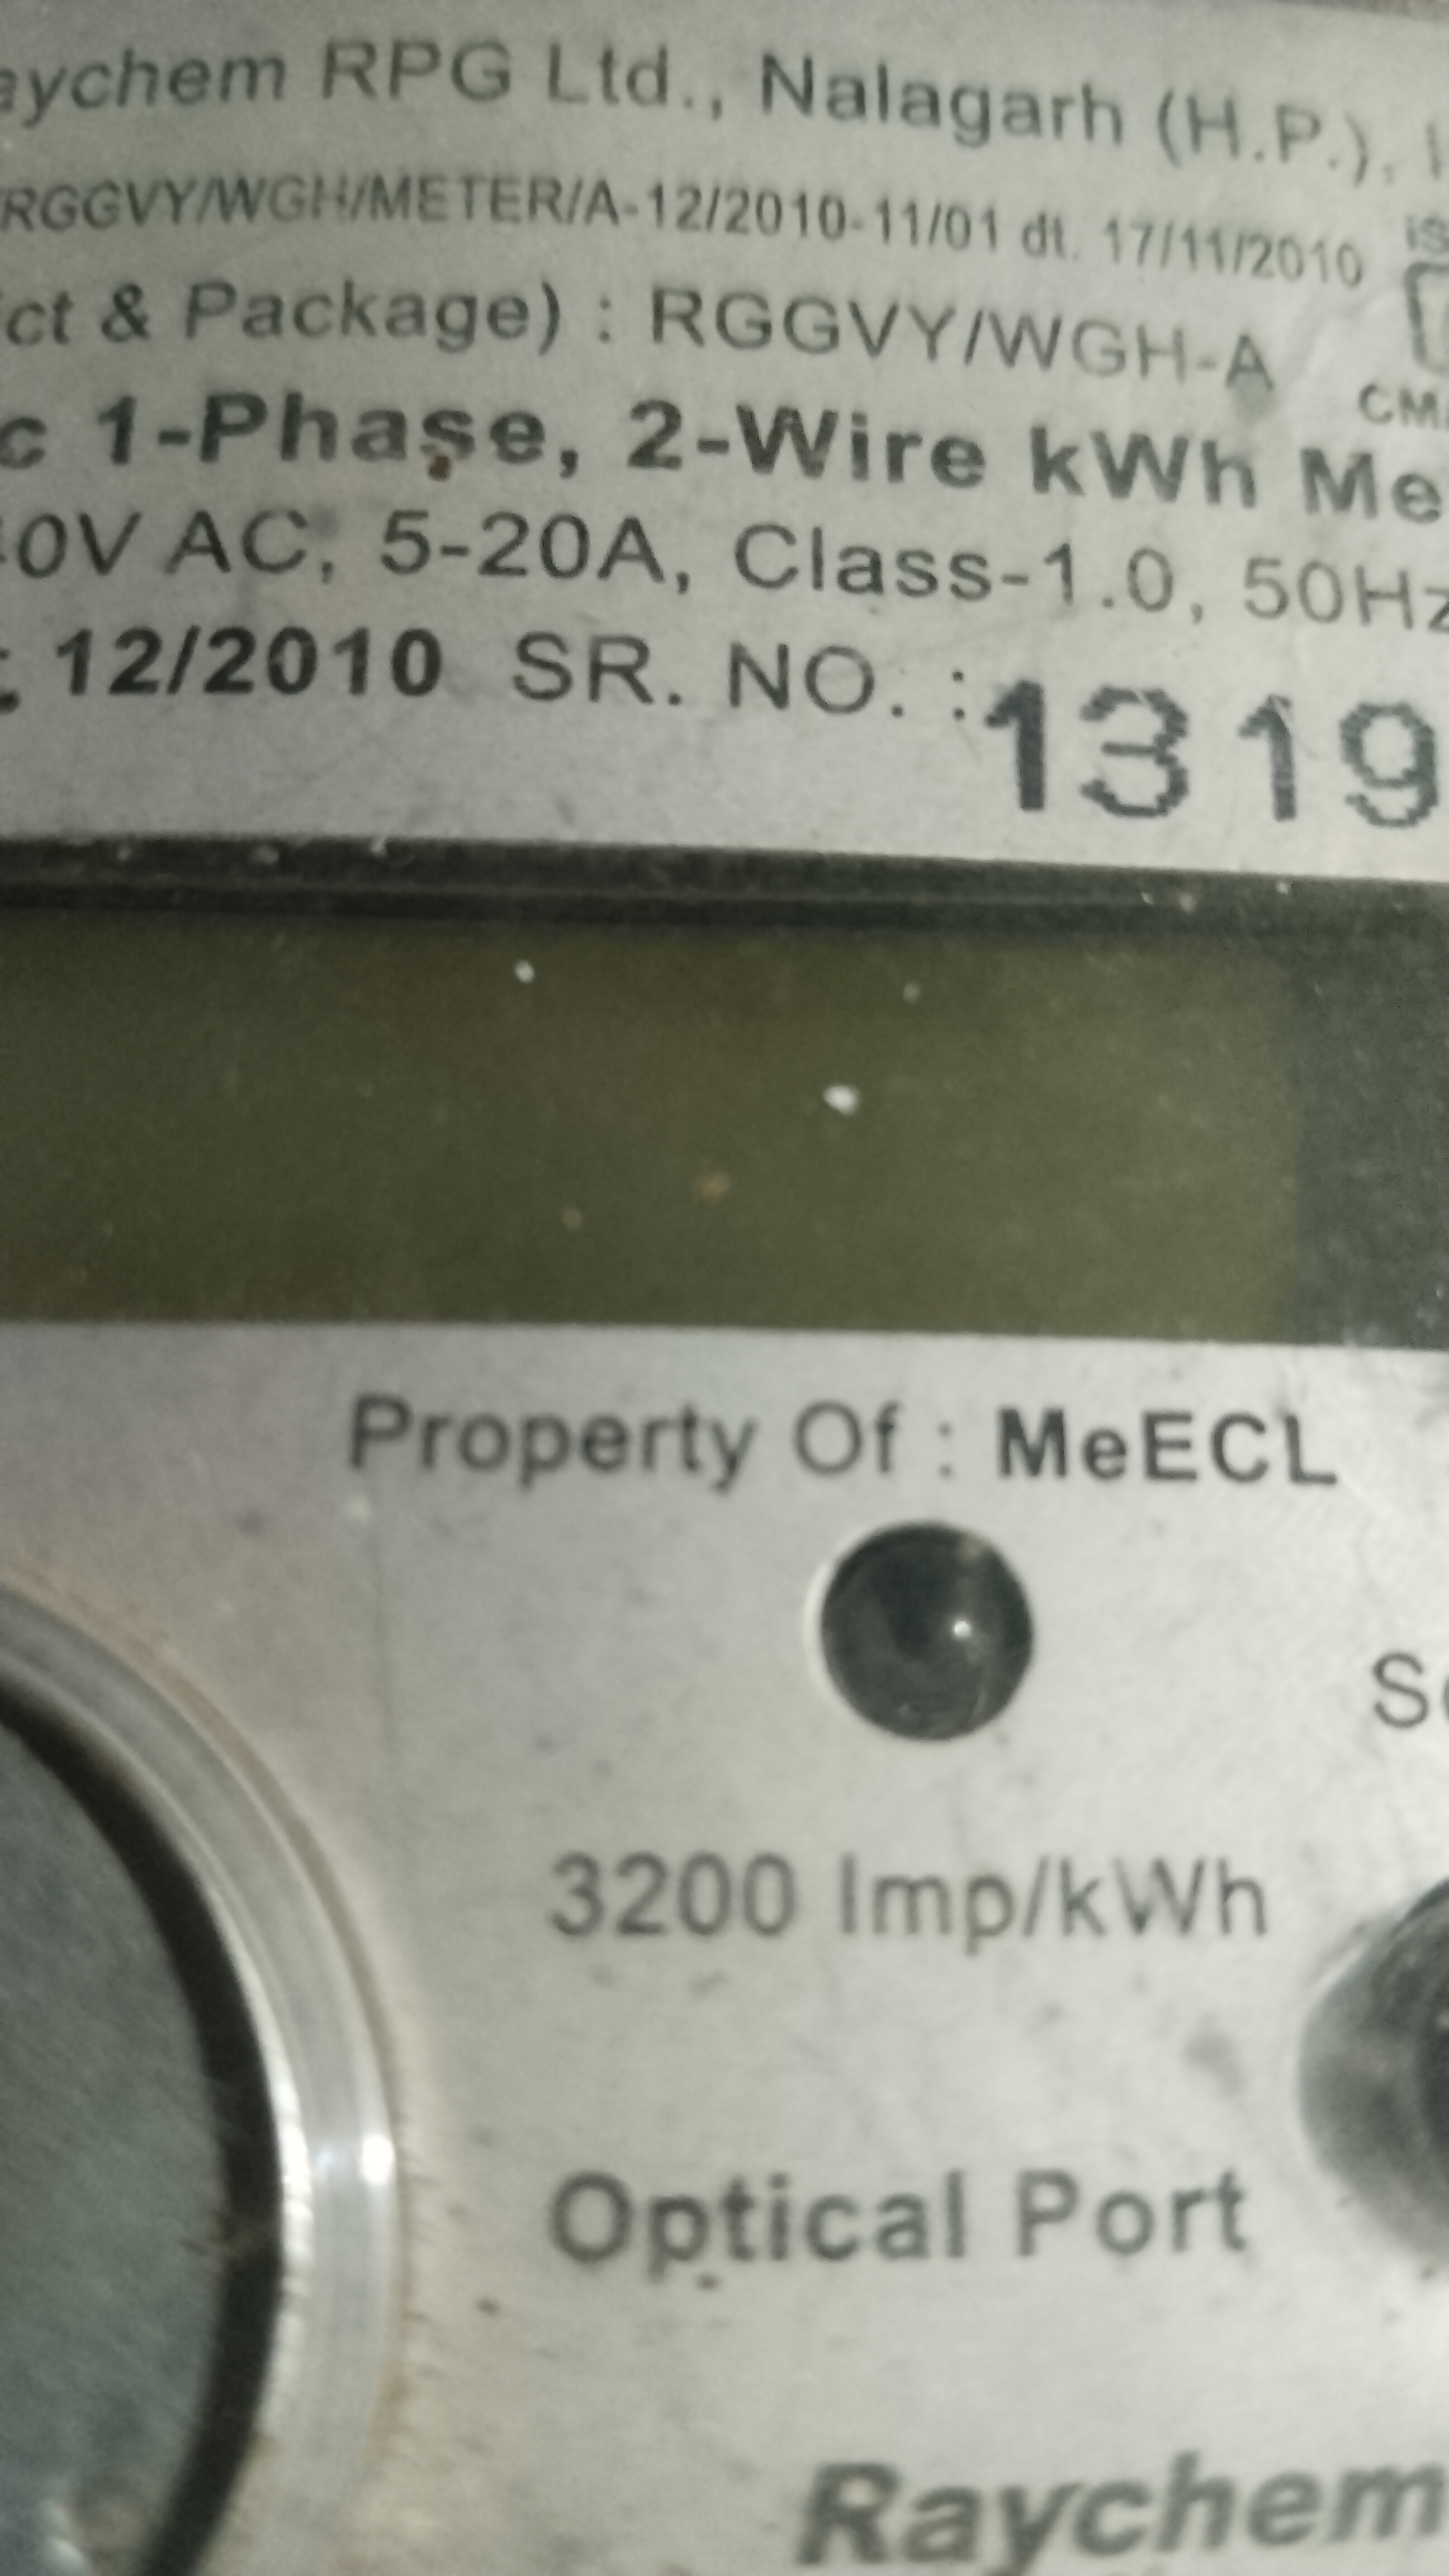 aychem RPG Ltd., Nalagarh (H.P.),
RGGVY/WGH/METER/A-12/2010-11/01 dt. 17/11/2010
ct & Package) : RGGVY/WGH-A
CM
c 1-Phase, 2-Wire kWh Me
0V AC, 5-20A, Class-1.0, 50Hz
: 12/2010 SR. NO. : 1319
Property Of : MeECL
3200 Imp/kWh
Optical Port
Raychem